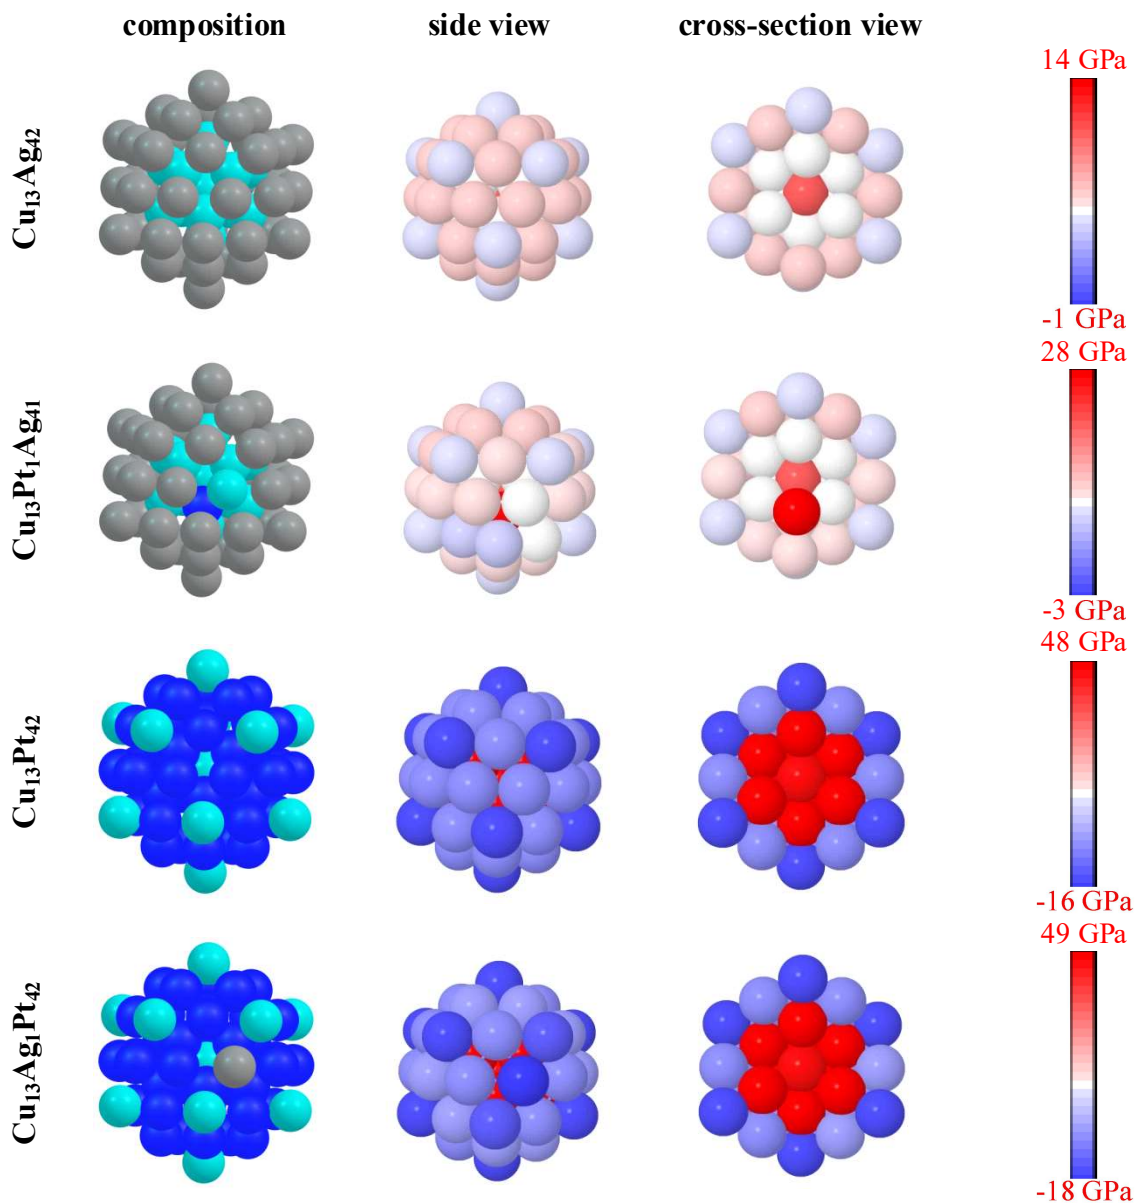 composition side view cross-section view
14 GPa
Cu13Ag42
-1 GPa
28 GPa
Cu13Pt1Ag41
-3 GPa
48 GPa
Cu13Pt42
-16 GPa
49 GPa
Cu13Ag1Pt42
-18 GPa